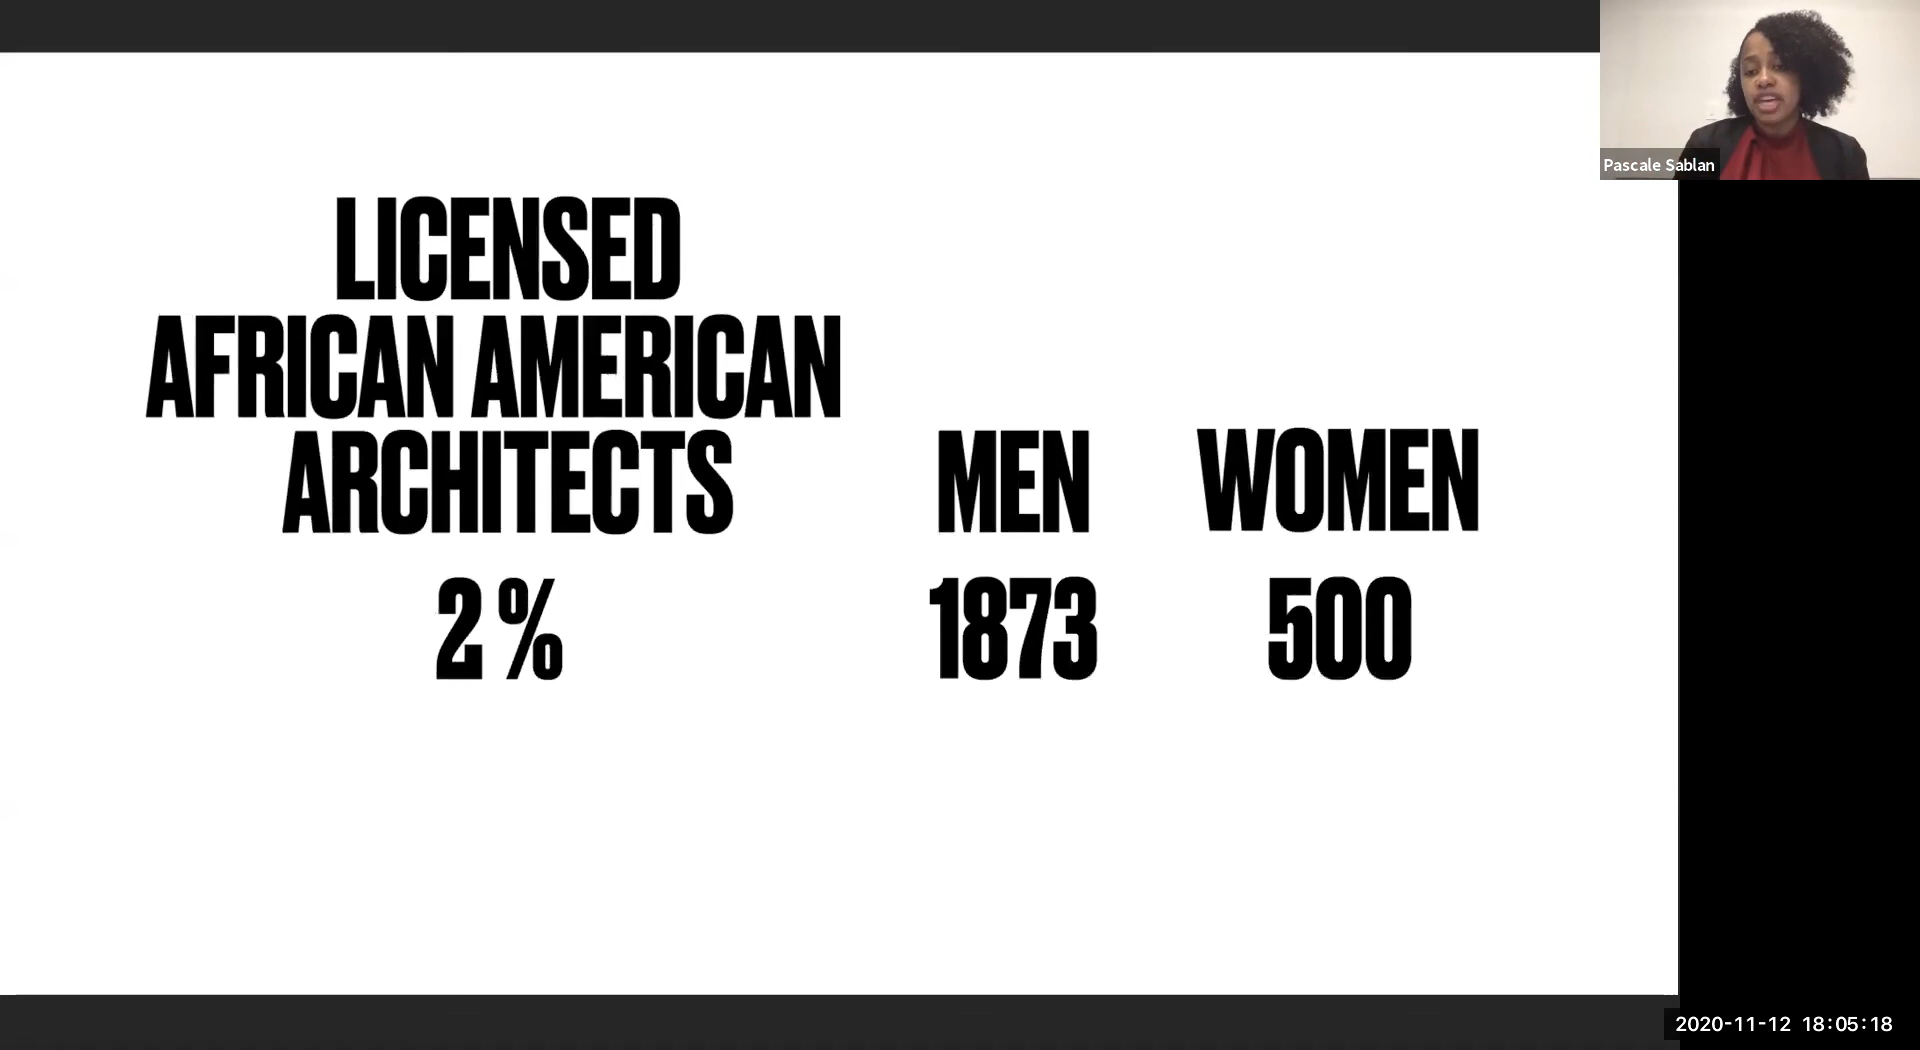 LICENSED
AFRICAN AMERICAN
ARCHITECTS
MEN
WOMEN
2%
1873
500
Pascale Sablan
2020-11-12 18:05:18